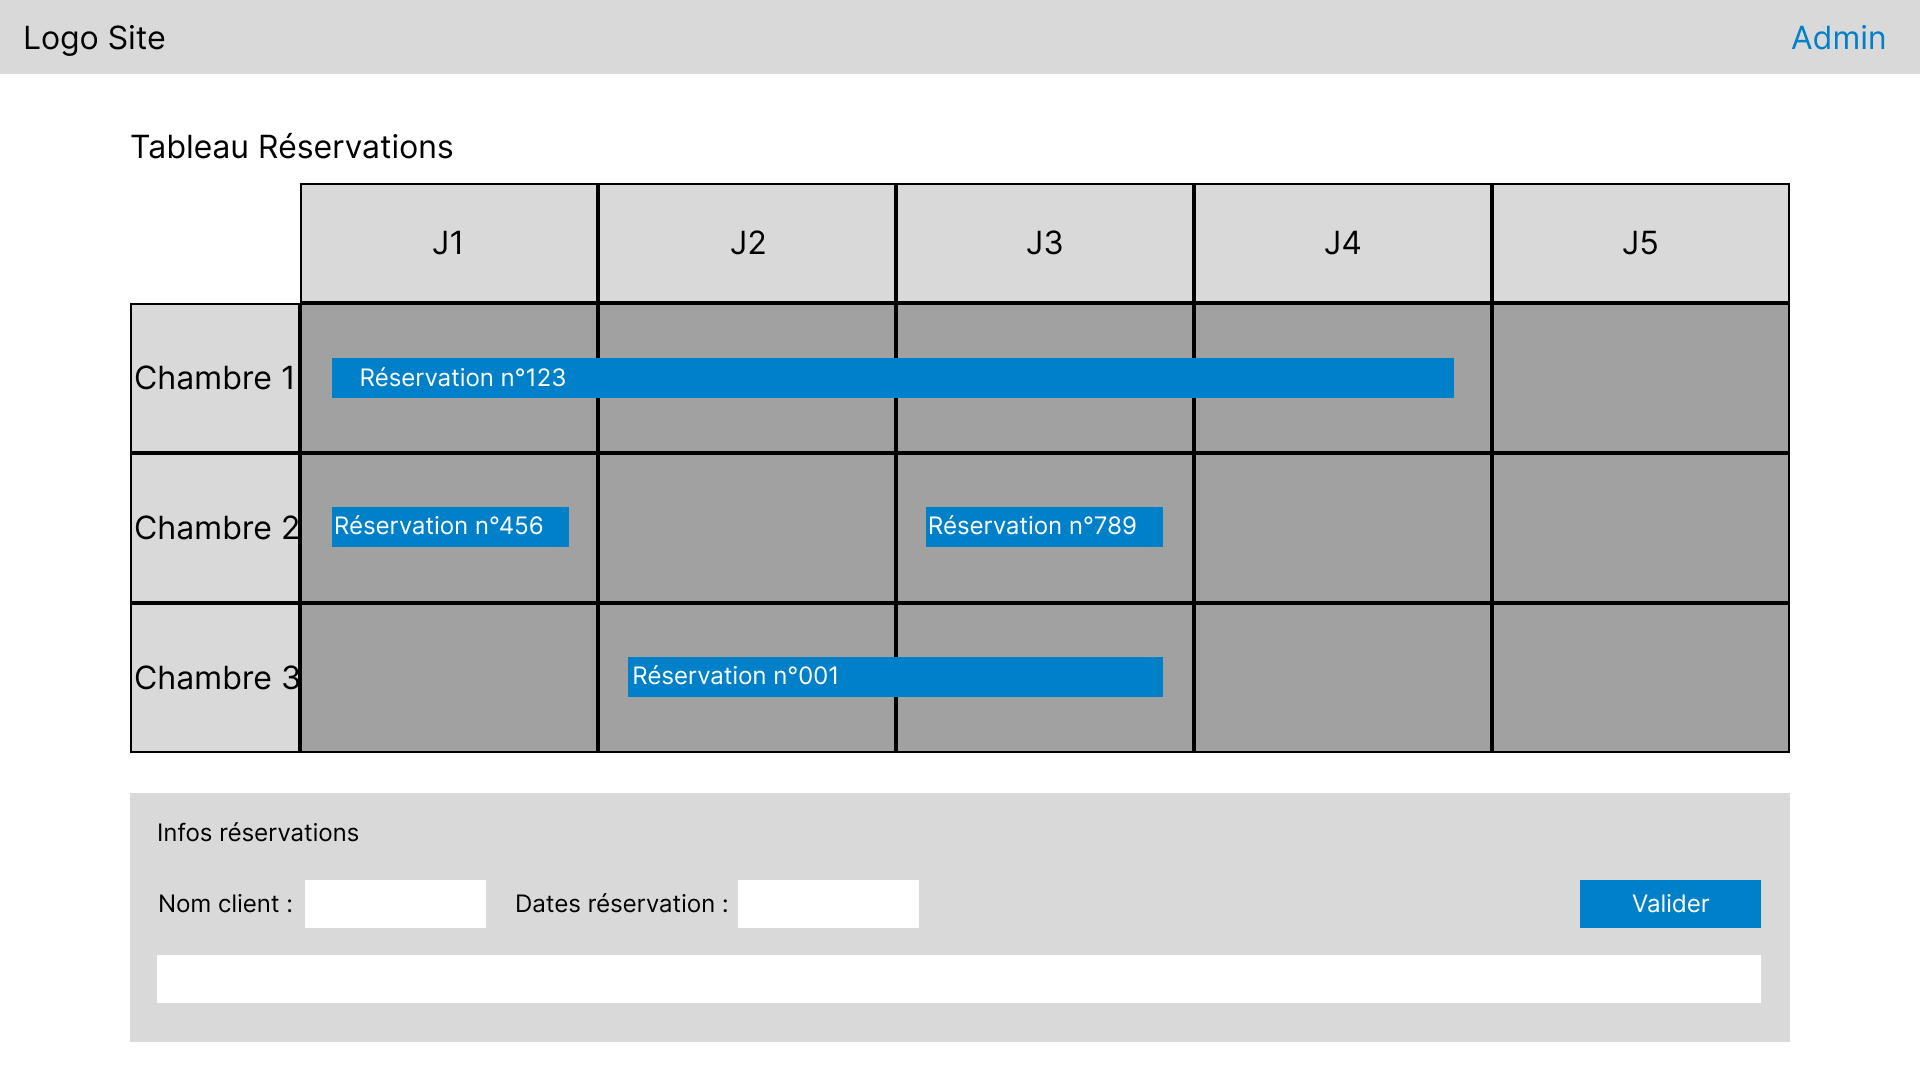 Logo Site
Admin
Tableau Réservations
J1
J2
J3
J4
J5
Chambre 1
Réservation n°123
Chambre 2
Réservation n°456
Réservation n°789
Chambre 3
Réservation n°001
Infos réservations
Nom client :
Dates réservation :
Valider